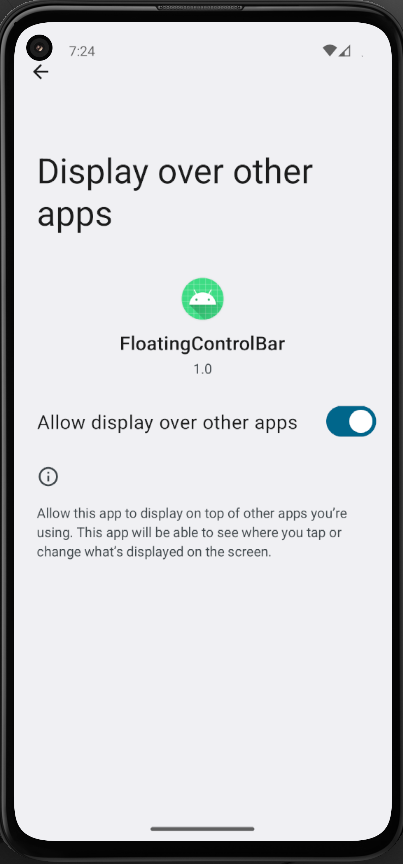 7:24
Display over other
apps
FloatingControlBar
1.0
Allow display over other apps
Allow this app to display on top of other apps you're
using. This app will be able to see where you tap or
change what's displayed on the screen.